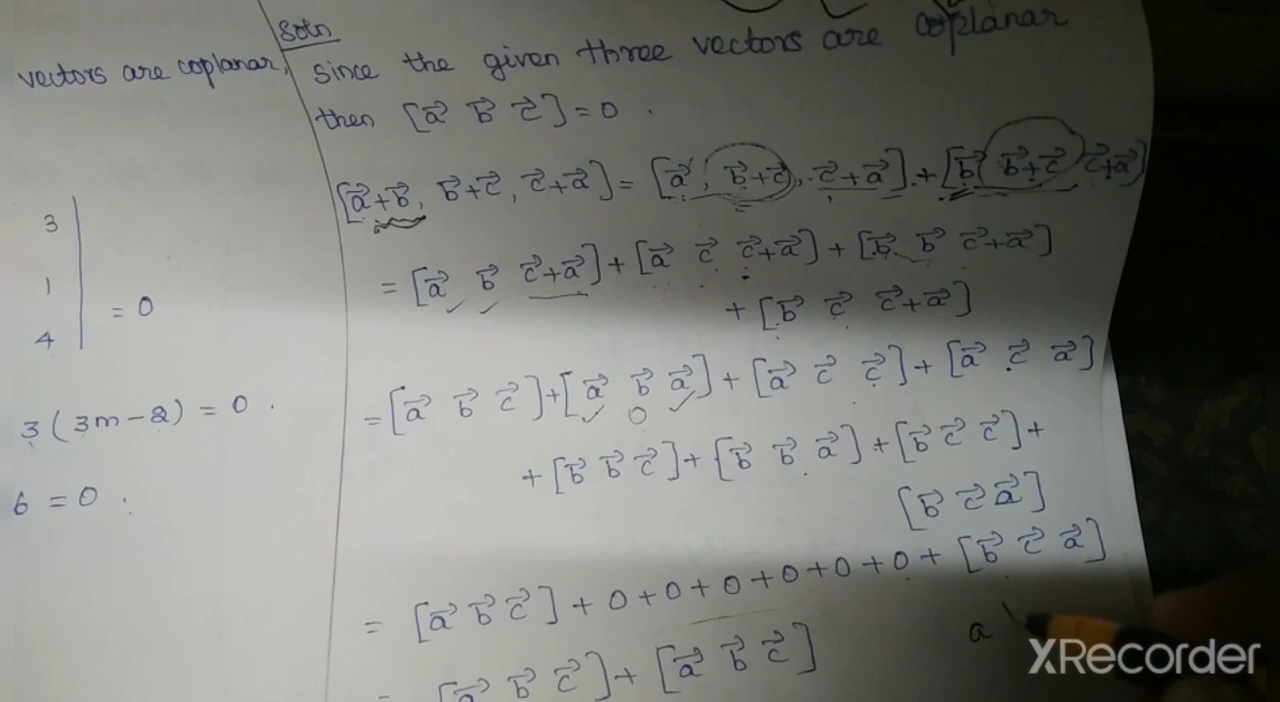 vectors are coplanar,
3
1
= 0
4
3(3m-2) = 0 .
6 = 0 .
Soln
since the given three vectors are coplanar
then [a⃗ b⃗ c⃗] = 0 .
[a⃗+b⃗, b⃗+c⃗, c⃗+a⃗] = [a⃗, b⃗+c⃗, c⃗+a⃗] + [b⃗ b⃗+c⃗ c⃗+a⃗]
= [a⃗ b⃗ c⃗+a⃗] + [a⃗ c⃗ c⃗+a⃗] + [b⃗ b⃗ c⃗+a⃗]
+ [b⃗ c⃗ c⃗+a⃗]
= [a⃗ b⃗ c⃗] + [a⃗ b⃗ a⃗] + [a⃗ c⃗ c⃗] + [a⃗ c⃗ a⃗]
0
+ [b⃗ b⃗ c⃗] + [b⃗ b⃗ a⃗] + [b⃗ c⃗ c⃗] +
[b⃗ c⃗ a⃗]
= [a⃗ b⃗ c⃗] + 0 + 0 + 0 + 0 + 0 + 0 + [b⃗ c⃗ a⃗]
a
= [a⃗ b⃗ c⃗] + [a⃗ b⃗ c⃗]
XRecorder